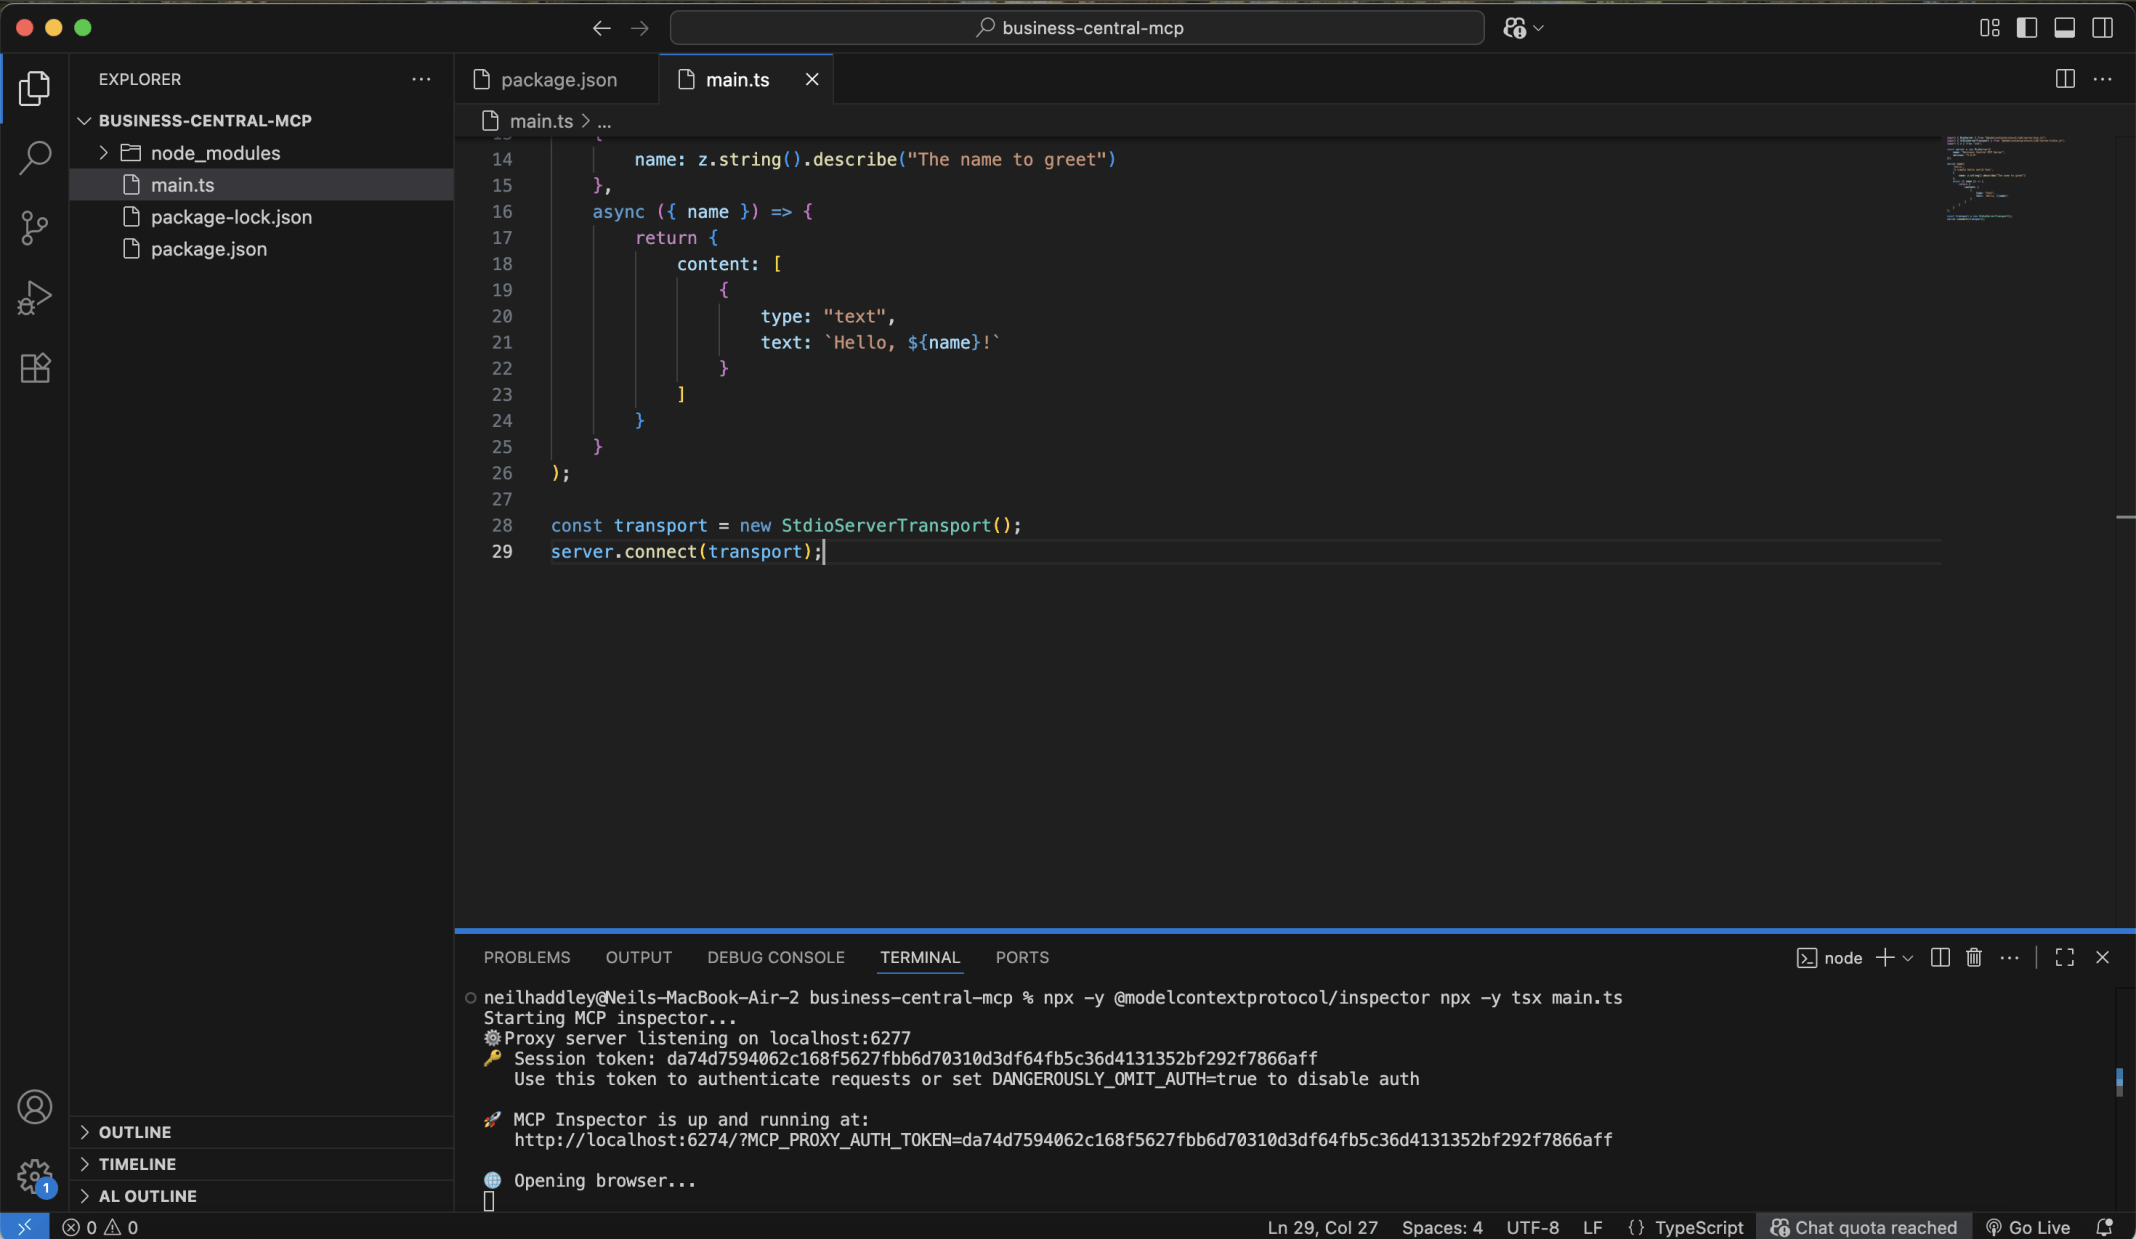 business-central-mcp
EXPLORER
BUSINESS-CENTRAL-MCP
node_modules
main.ts
package-lock.json
package.json
OUTLINE
TIMELINE
AL OUTLINE
package.json
main.ts
main.ts > ...
14 name: z.string().describe("The name to greet")
15 },
16 async ({ name }) => {
17 return {
18 content: [
19 {
20 type: "text",
21 text: `Hello, ${name}!`
22 }
23 ]
24 }
25 }
26 );
27
28 const transport = new StdioServerTransport();
29 server.connect(transport);
PROBLEMS OUTPUT DEBUG CONSOLE TERMINAL PORTS
node
neilhaddley@Neils-MacBook-Air-2 business-central-mcp % npx -y @modelcontextprotocol/inspector npx -y tsx main.ts
Starting MCP inspector...
⚙️Proxy server listening on localhost:6277
🔑 Session token: da74d7594062c168f5627fbb6d70310d3df64fb5c36d4131352bf292f7866aff
Use this token to authenticate requests or set DANGEROUSLY_OMIT_AUTH=true to disable auth
🚀 MCP Inspector is up and running at:
http://localhost:6274/?MCP_PROXY_AUTH_TOKEN=da74d7594062c168f5627fbb6d70310d3df64fb5c36d4131352bf292f7866aff
🌐 Opening browser...
1
0 0
Ln 29, Col 27 Spaces: 4 UTF-8 LF {} TypeScript Chat quota reached Go Live